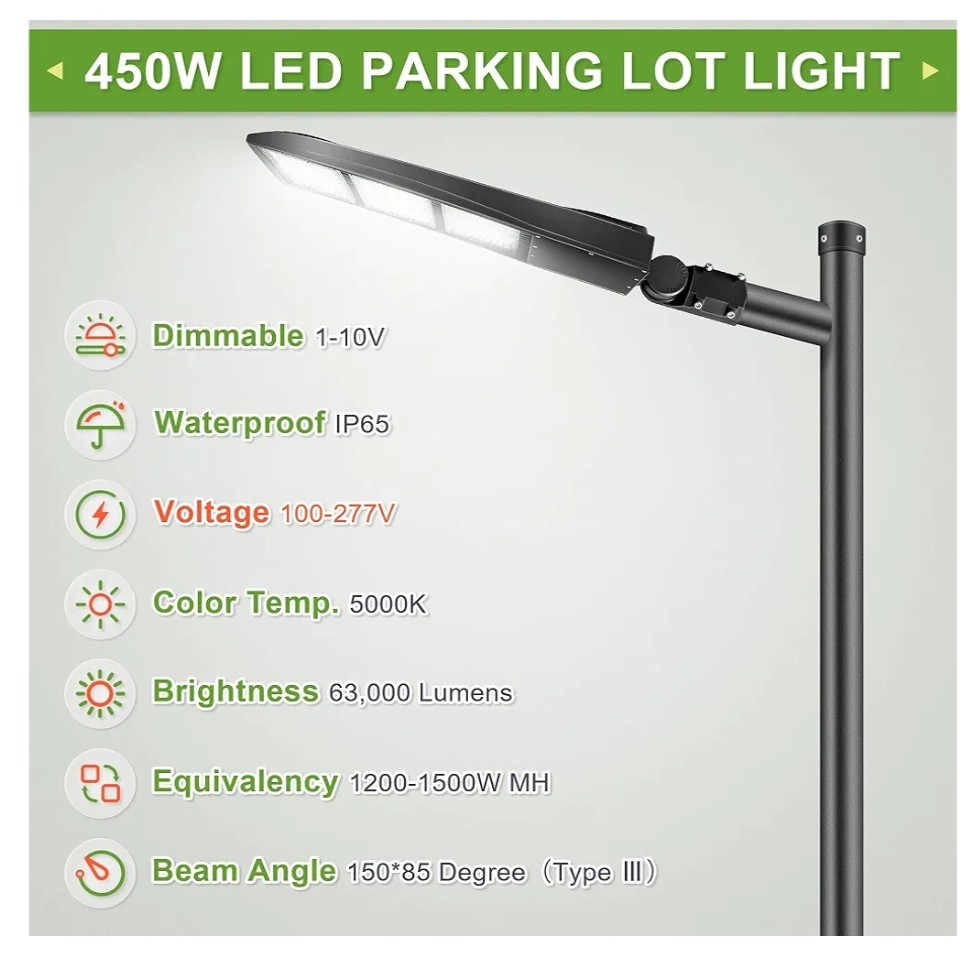 450W LED PARKING LOT LIGHT
Dimmable 1-10V
Waterproof IP65
Voltage 100-277V
Color Temp. 5000K
Brightness 63,000 Lumens
Equivalency 1200-1500W MH
Beam Angle 150*85 Degree（Type Ⅲ）